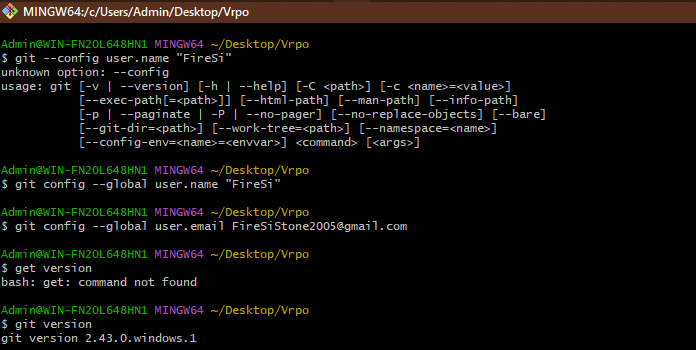 MINGW64:/c/Users/Admin/Desktop/Vrpo
Admin@WIN-FN2OL648HN1 MINGW64 ~/Desktop/Vrpo
$ git --config user.name "FireSi"
unknown option: --config
usage: git [-v | --version] [-h | --help] [-C <path>] [-c <name>=<value>]
[--exec-path[=<path>]] [--html-path] [--man-path] [--info-path]
[-p | --paginate | -P | --no-pager] [--no-replace-objects] [--bare]
[--git-dir=<path>] [--work-tree=<path>] [--namespace=<name>]
[--config-env=<name>=<envvar>] <command> [<args>]
Admin@WIN-FN2OL648HN1 MINGW64 ~/Desktop/Vrpo
$ git config --global user.name "FireSi"
Admin@WIN-FN2OL648HN1 MINGW64 ~/Desktop/Vrpo
$ git config --global user.email FireSiStone2005@gmail.com
Admin@WIN-FN2OL648HN1 MINGW64 ~/Desktop/Vrpo
$ get version
bash: get: command not found
Admin@WIN-FN2OL648HN1 MINGW64 ~/Desktop/Vrpo
$ git version
git version 2.43.0.windows.1